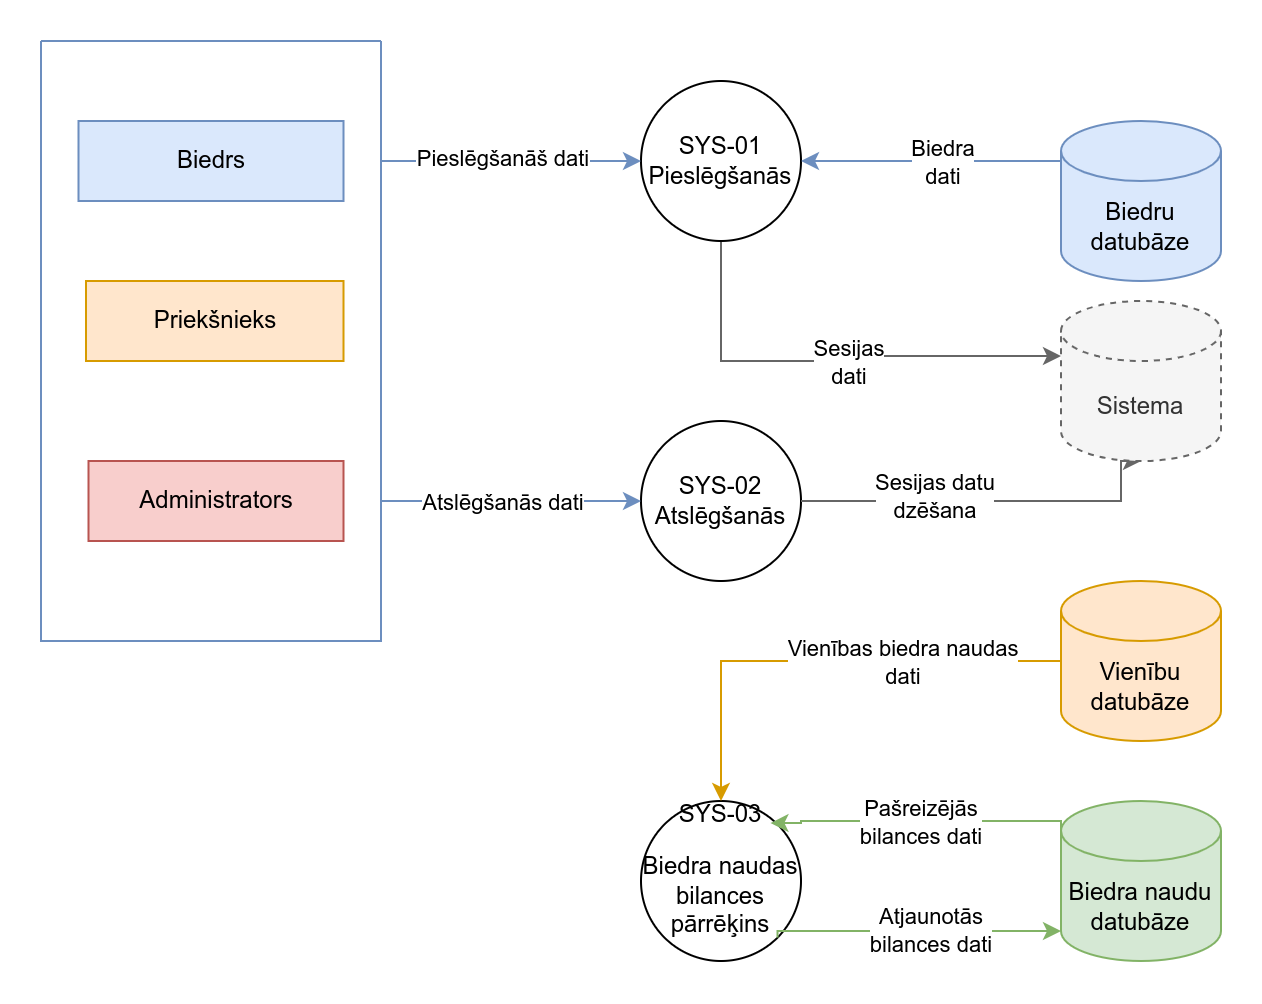 Biedrs
Pieslēgšanāš dati
SYS-01
Pieslēgšanās
Biedra
dati
Biedru
datubāze
Priekšnieks
Sesijas
dati
Sistema
Administrators
Atslēgšanās dati
SYS-02
Atslēgšanās
Sesijas datu
dzēšana
Vienības biedra naudas
dati
Vienību
datubāze
SYS-03
Biedra naudas
bilances
pārrēķins
Pašreizējās
bilances dati
Atjaunotās
bilances dati
Biedra naudu
datubāze